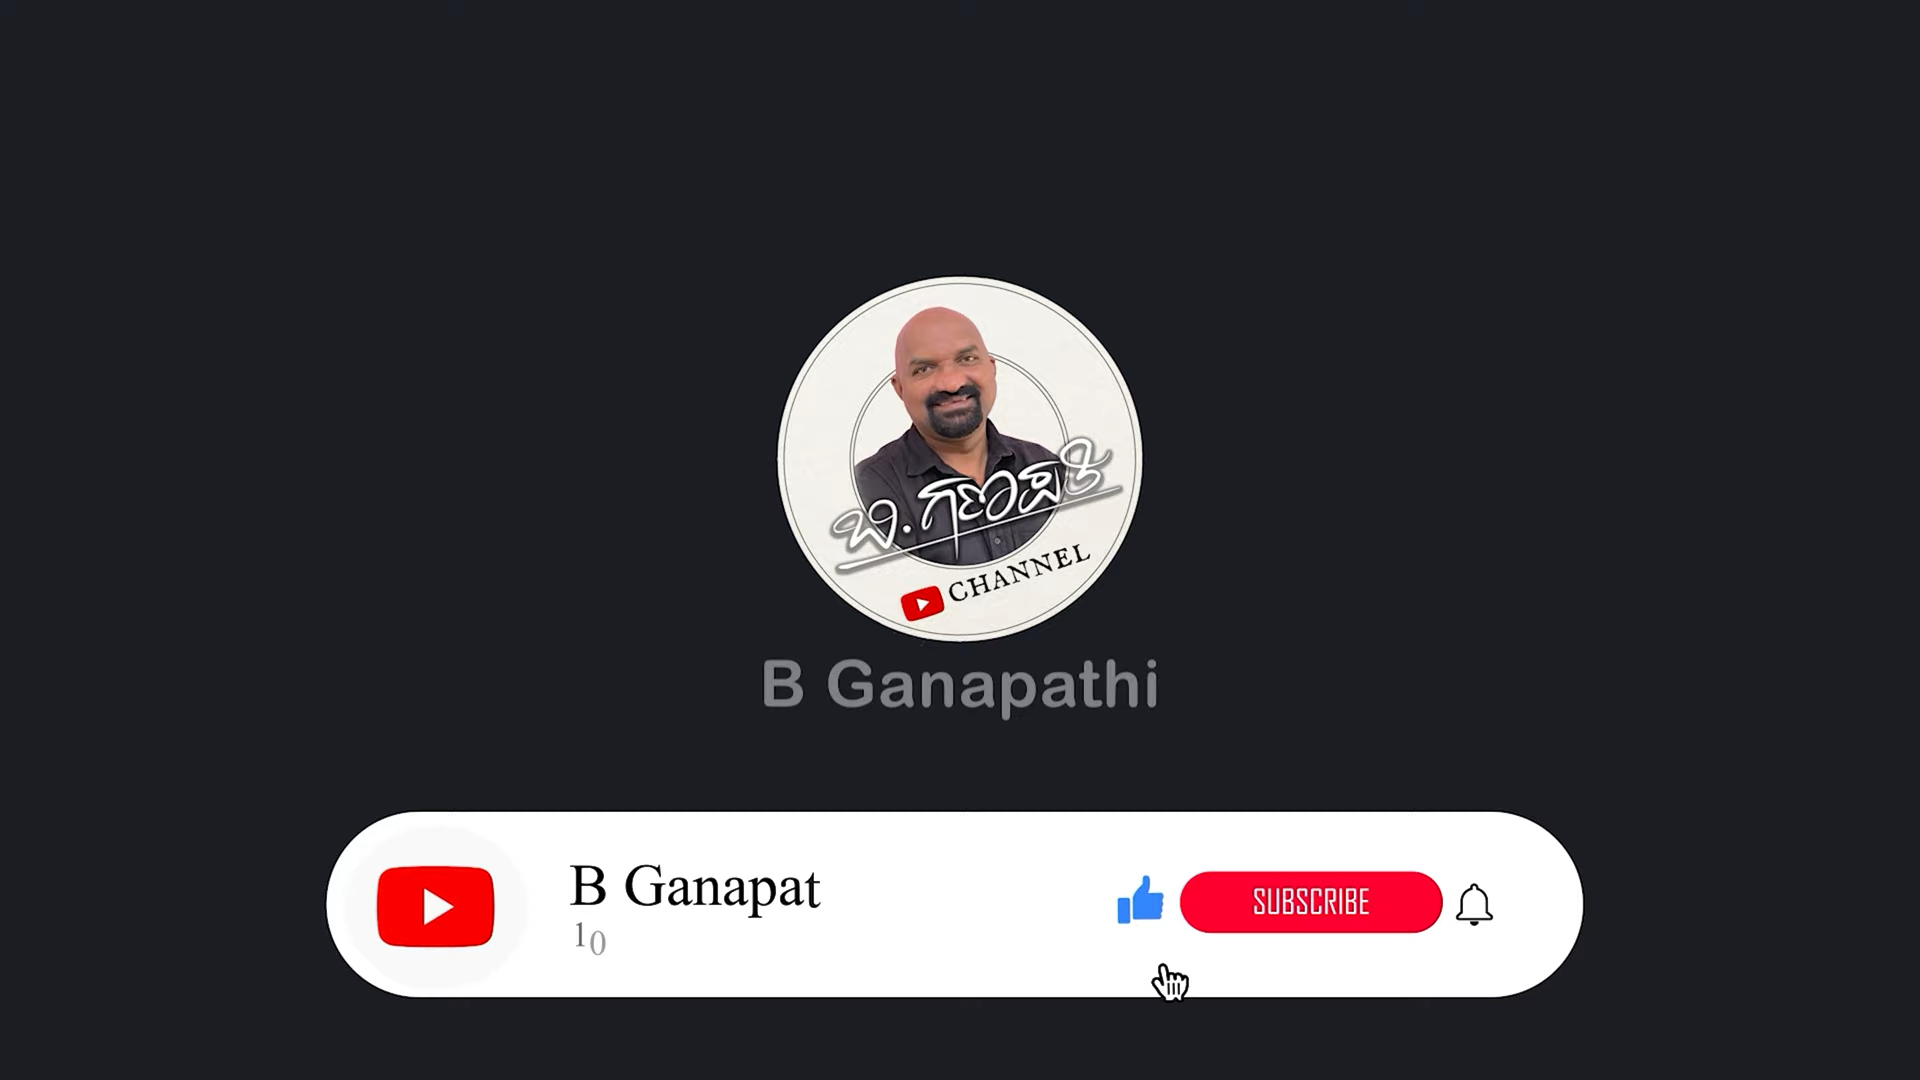 ಬಿ. ಗಣಪತಿ
CHANNEL
B Ganapathi
B Ganapat
10
SUBSCRIBE